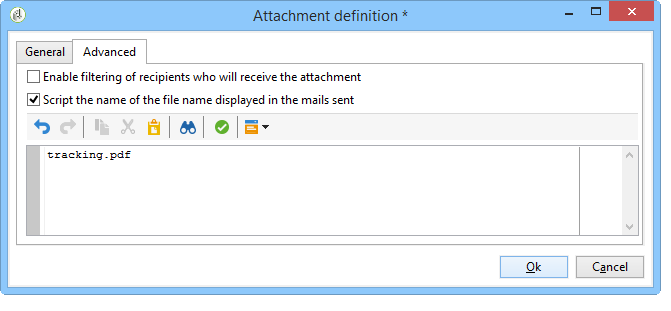 Attachment definition *
General Advanced
Enable filtering of recipients who will receive the attachment
Script the name of the file name displayed in the mails sent
tracking.pdf
Ok Cancel